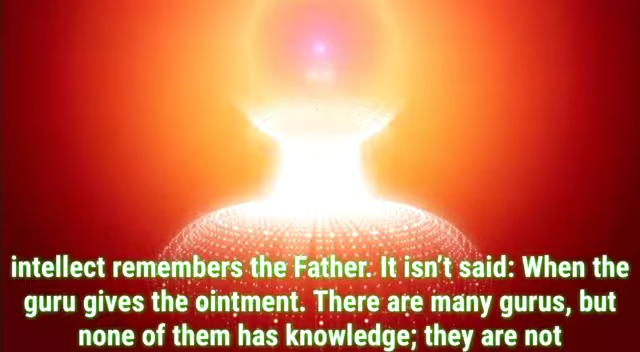 intellect remembers the Father. It isn't said: When the
guru gives the ointment. There are many gurus, but
none of them has knowledge; they are not